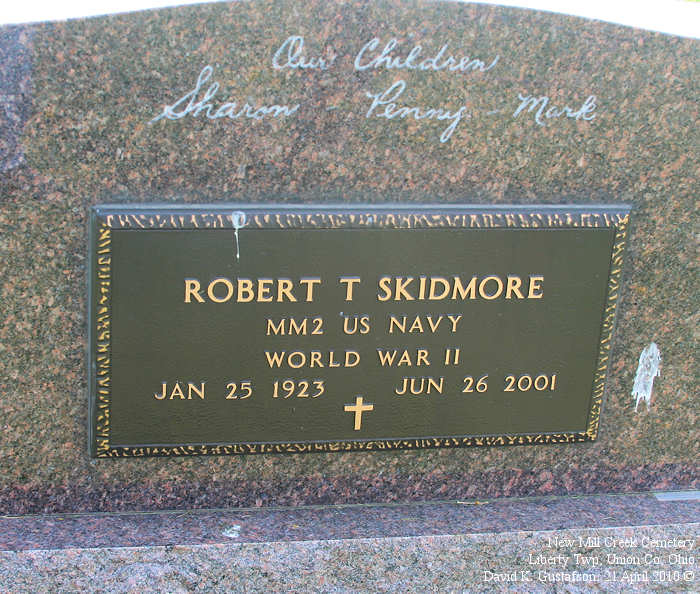 Our Children
Sharon - Penny - Mark
ROBERT T SKIDMORE
MM2 US NAVY
WORLD WAR II
JAN 25 1923 JUN 26 2001
New Mill Creek Cemetery
Liberty Twp, Union Co, Ohio
David K. Gustafson, 21 April 2010 ©